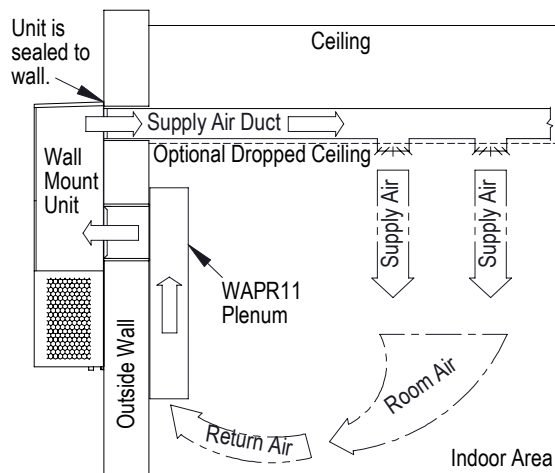 Unit is
sealed to
wall.
Ceiling
Supply Air Duct
Optional Dropped Ceiling
Wall
Mount
Unit
Supply Air
Supply Air
WAPR11
Plenum
Outside Wall
Room Air
Return Air
Indoor Area